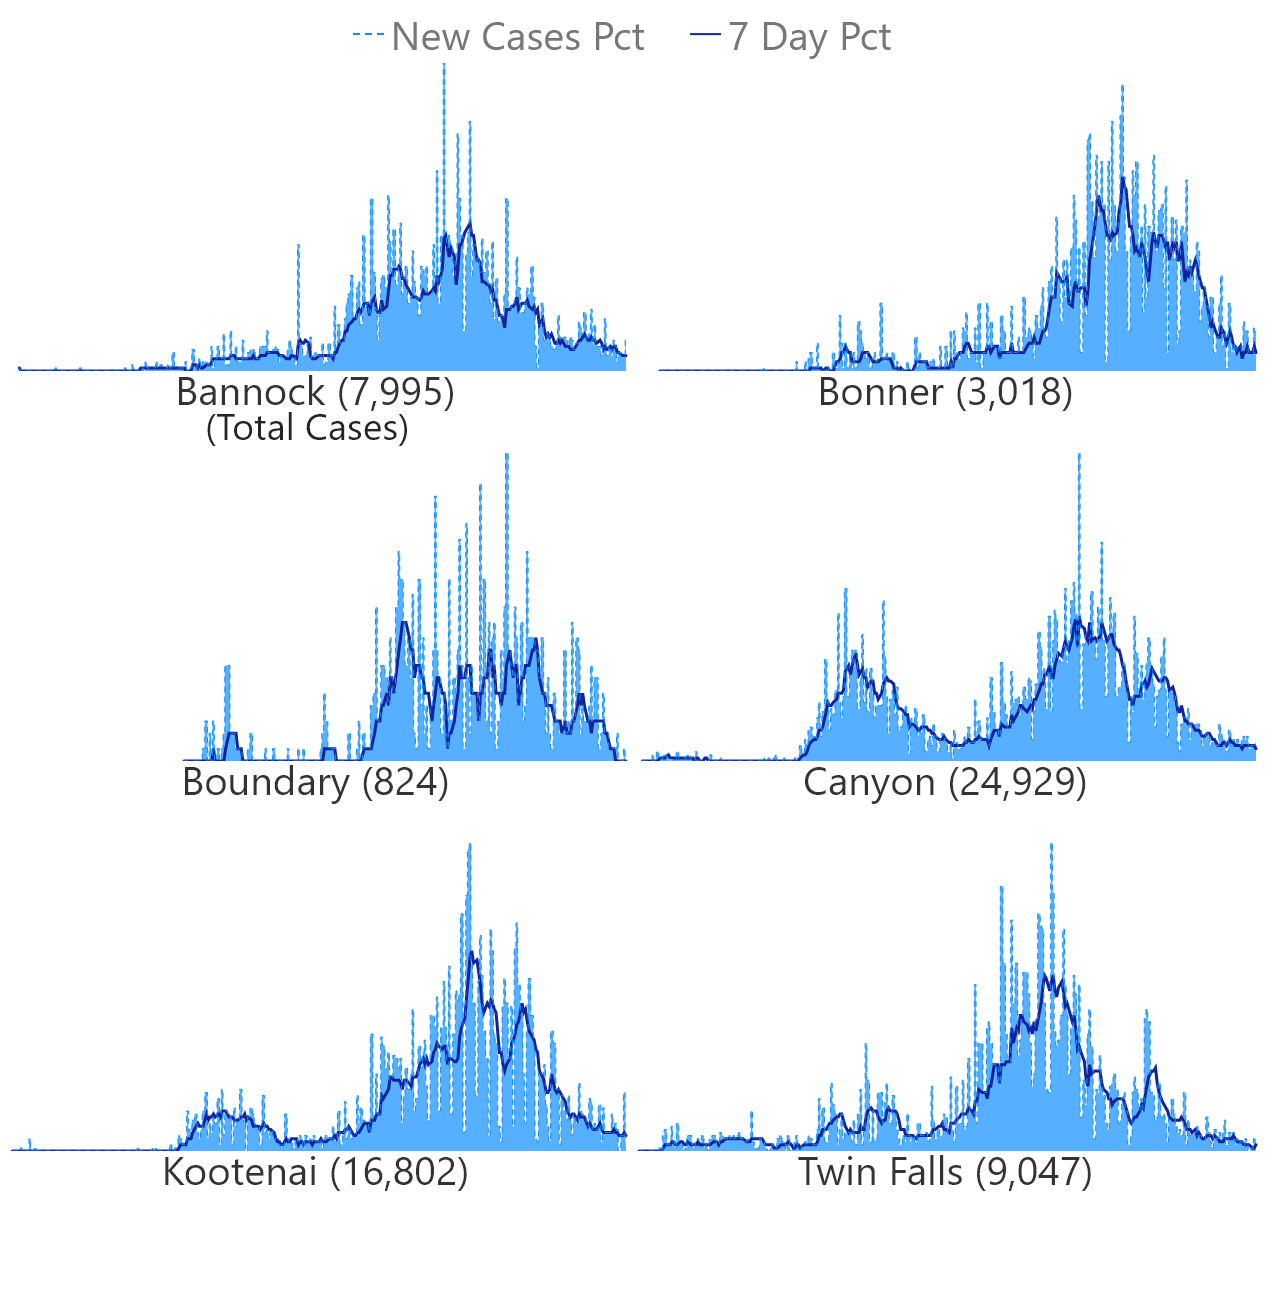 New Cases Pct 7 Day Pct
Bannock (7,995) Bonner (3,018)
(Total Cases)
Boundary (824) Canyon (24,929)
Kootenai (16,802) Twin Falls (9,047)